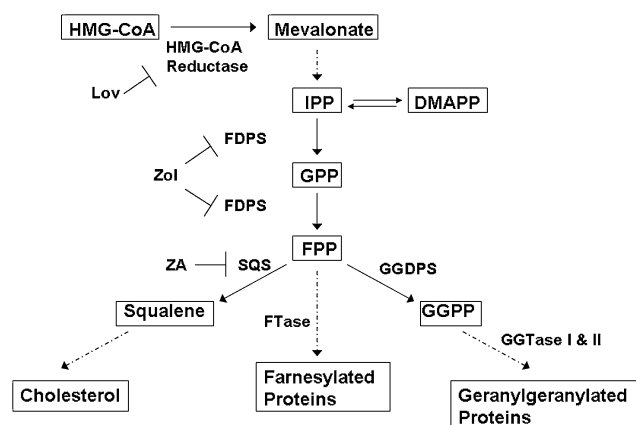 HMG-CoA
Mevalonate
HMG-CoA
Reductase
Lov
IPP
DMAPP
FDPS
Zol
GPP
FDPS
FPP
ZA
SQS
GGDPS
Squalene
FTase
GGPP
GGTase I & II
Cholesterol
Farnesylated
Proteins
Geranylgeranylated
Proteins